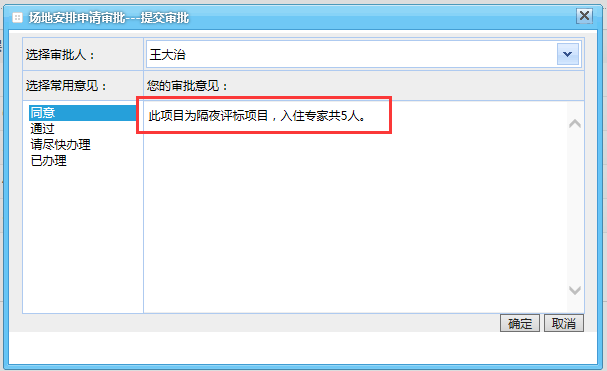 场地安排申请审批---提交审批
选择审批人：
王大治
选择常用意见：
您的审批意见：
同意
通过
请尽快办理
已办理
此项目为隔夜评标项目，入住专家共5人。
确定
取消